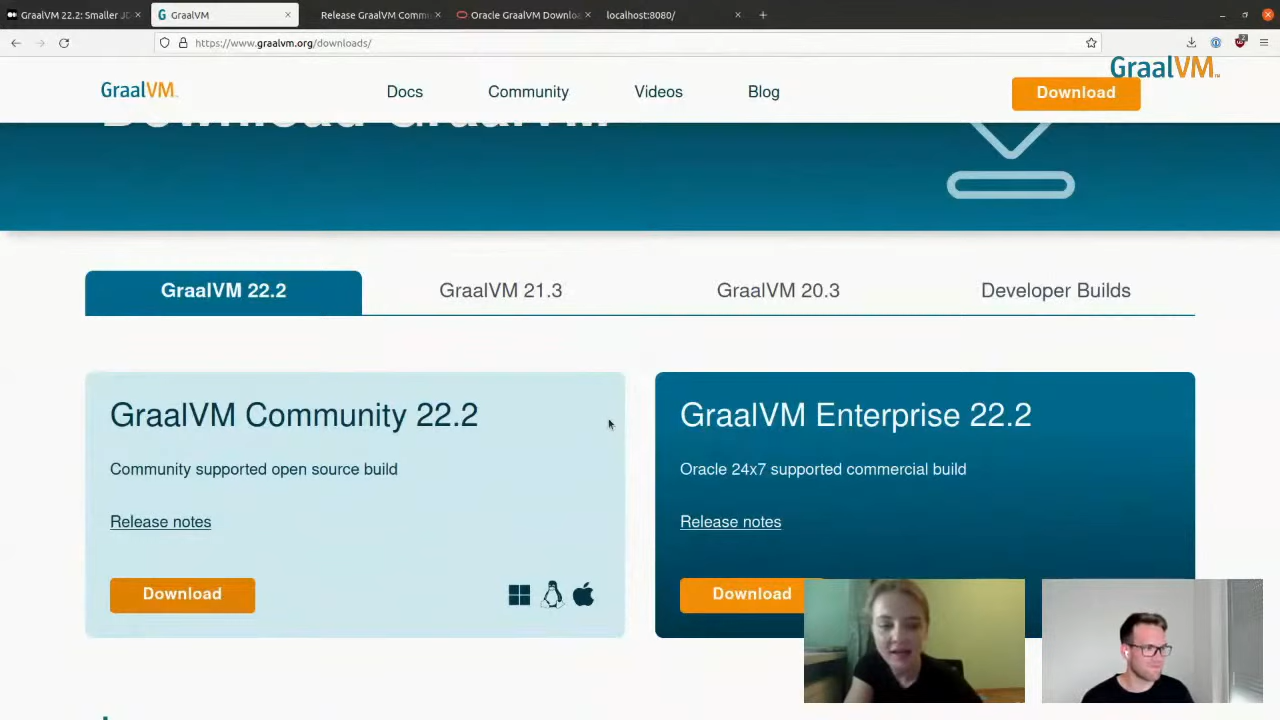 GraalVM 22.2: Smaller JD
GraalVM
Release GraalVM Commu
Oracle GraalVM Downloa
localhost:8080/
https://www.graalvm.org/downloads/
GraalVM
Docs
Community
Videos
Blog
Download
GraalVM
Download GraalVM
GraalVM 22.2
GraalVM 21.3
GraalVM 20.3
Developer Builds
GraalVM Community 22.2
Community supported open source build
Release notes
Download
GraalVM Enterprise 22.2
Oracle 24x7 supported commercial build
Release notes
Download